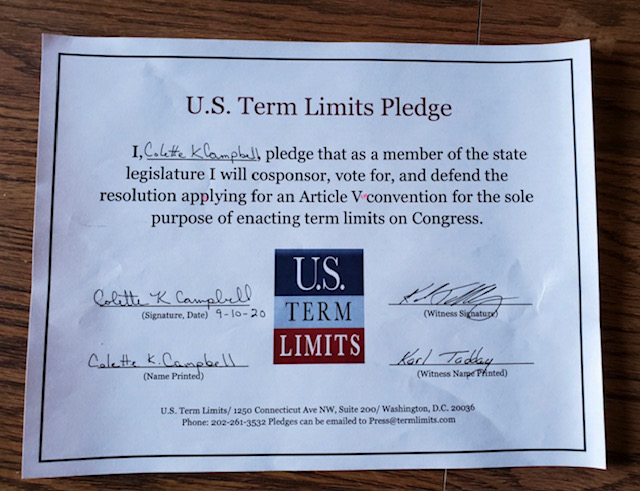 U.S. Term Limits Pledge
I, Colette K Campbell, pledge that as a member of the state
legislature I will cosponsor, vote for, and defend the
resolution applying for an Article V convention for the sole
purpose of enacting term limits on Congress.
Colette K Campbell
(Signature, Date) 9-10-20
Colette K. Campbell
(Name Printed)
U.S.
TERM
LIMITS
(Witness Signature)
Karl Tadday
(Witness Name Printed)
U.S. Term Limits/ 1250 Connecticut Ave NW, Suite 200/ Washington, D.C. 20036
Phone: 202-261-3532 Pledges can be emailed to Press@termlimits.com